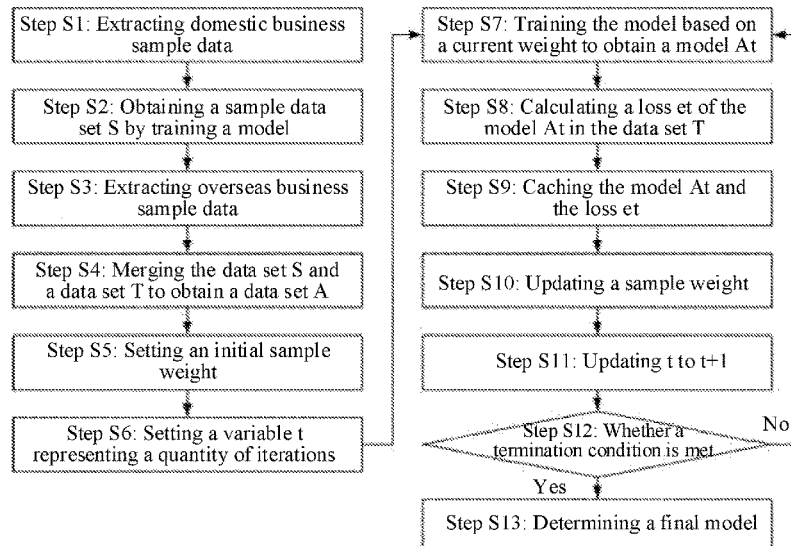 Step S1: Extracting domestic business
sample data
Step S2: Obtaining a sample data
set S by training a model
Step S3: Extracting overseas business
sample data
Step S4: Merging the data set S and
a data set T to obtain a data set A
Step S5: Setting an initial sample
weight
Step S6: Setting a variable t
representing a quantity of iterations
Step S7: Training the model based on
a current weight to obtain a model At
Step S8: Calculating a loss et of the
model At in the data set T
Step S9: Caching the model At and
the loss et
Step S10: Updating a sample weight
Step S11: Updating t to t+1
Step S12: Whether a
termination condition is met
No
Yes
Step S13: Determining a final model